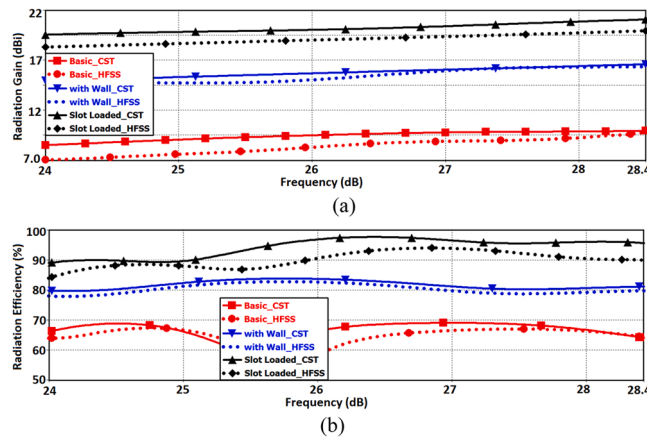 Radiation Gain (dBi)
22
17
12
7.0
Basic_CST
Basic_HFSS
with Wall_CST
with Wall_HFSS
Slot Loaded_CST
Slot Loaded_HFSS
24
25
26
27
28
28.4
Frequency (dB)
(a)
Radiation Efficiency (%)
100
90
80
70
60
50
Basic_CST
Basic_HFSS
with Wall_CST
with Wall_HFSS
Slot Loaded_CST
Slot Loaded_HFSS
24
25
26
27
28.4
Frequency (dB)
(b)